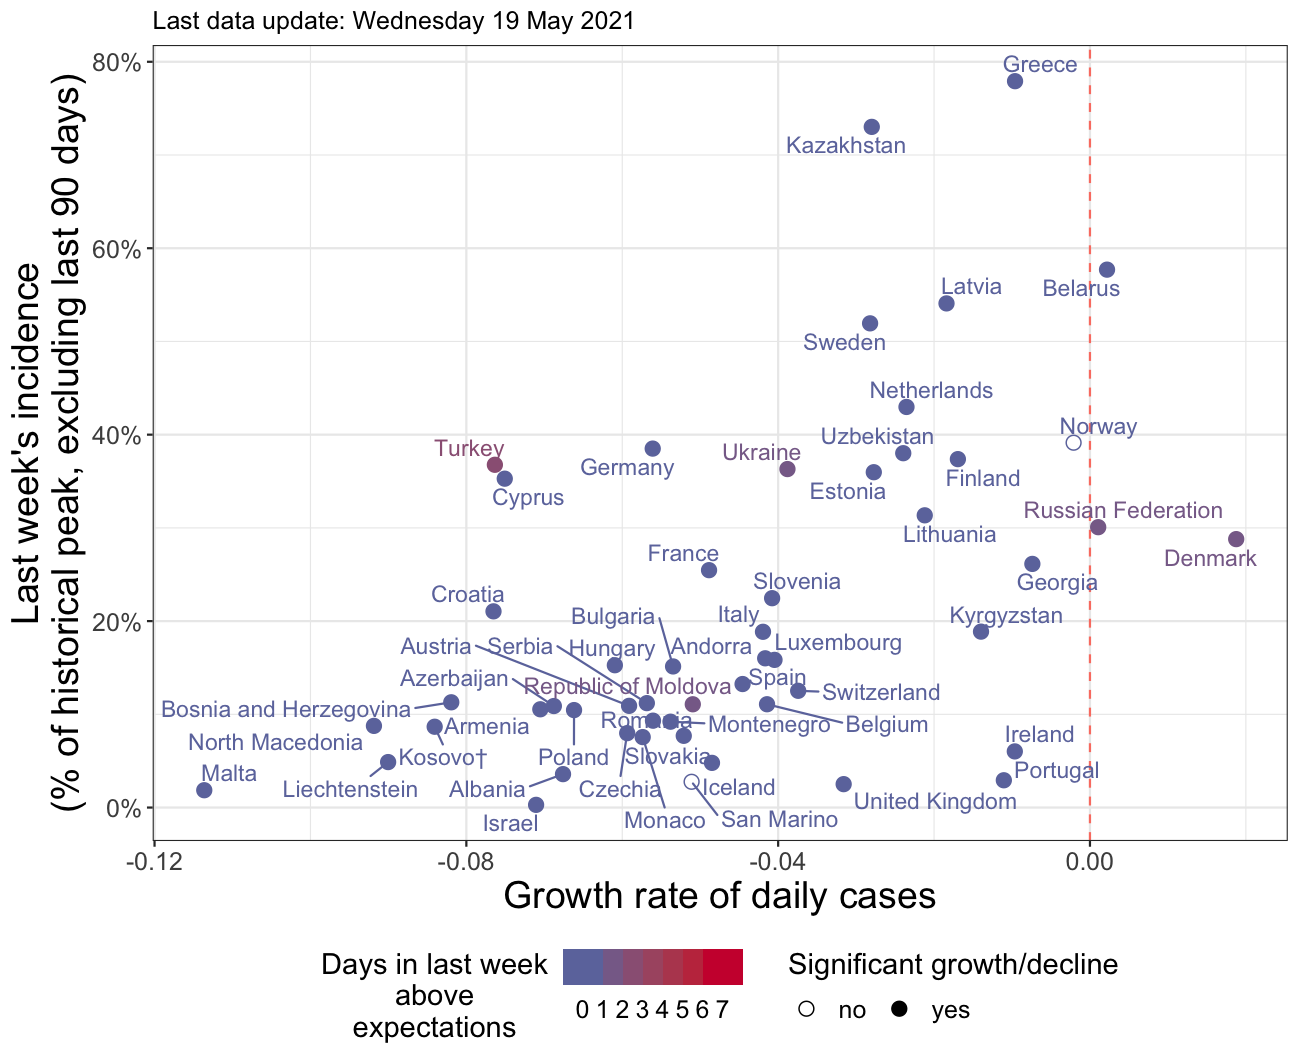 Last data update: Wednesday 19 May 2021
Last week's incidence
(% of historical peak, excluding last 90 days)
80%
60%
40%
20%
0%
Greece
Kazakhstan
Belarus
Latvia
Sweden
Netherlands
Norway
Uzbekistan
Turkey
Ukraine
Germany
Finland
Estonia
Cyprus
Russian Federation
Lithuania
France
Denmark
Slovenia
Georgia
Croatia
Bulgaria
Italy
Kyrgyzstan
Austria
Serbia
Hungary
Andorra
Luxembourg
Azerbaijan
Republic of Moldova
Spain
Switzerland
Bosnia and Herzegovina
Armenia
Romania
Montenegro
Belgium
North Macedonia
Ireland
Kosovo†
Poland
Slovakia
Malta
Portugal
Liechtenstein
Albania
Czechia
Iceland
United Kingdom
Israel
Monaco
San Marino
-0.12
-0.08
-0.04
0.00
Growth rate of daily cases
Days in last week
above
expectations
0 1 2 3 4 5 6 7
Significant growth/decline
no
yes